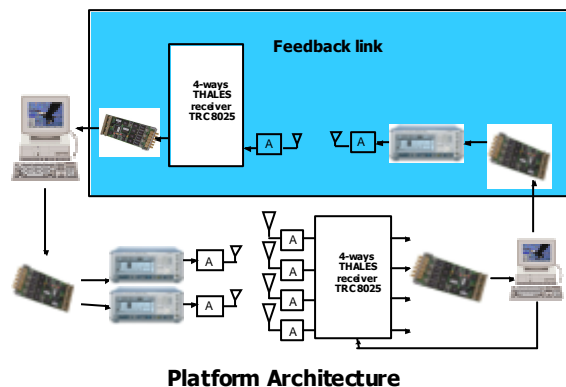 Feedback link
4-ways
THALES
receiver
TRC8025
A
A
A
A
A
A
A
A
4-ways
THALES
receiver
TRC8025
Platform Architecture